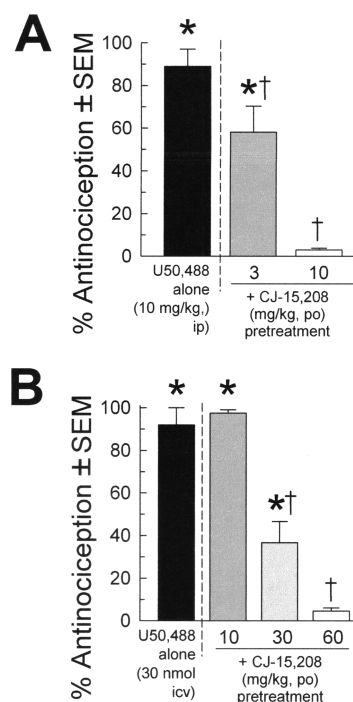 A
% Antinociception ± SEM
100
80
60
40
20
0
*
*†
†
U50,488
alone
(10 mg/kg,)
ip)
3 10
+ CJ-15,208
(mg/kg, po)
pretreatment
B
% Antinociception ± SEM
100
80
60
40
20
0
*
*
*†
†
U50,488
alone
(30 nmol
icv)
10 30 60
+ CJ-15,208
(mg/kg, po)
pretreatment